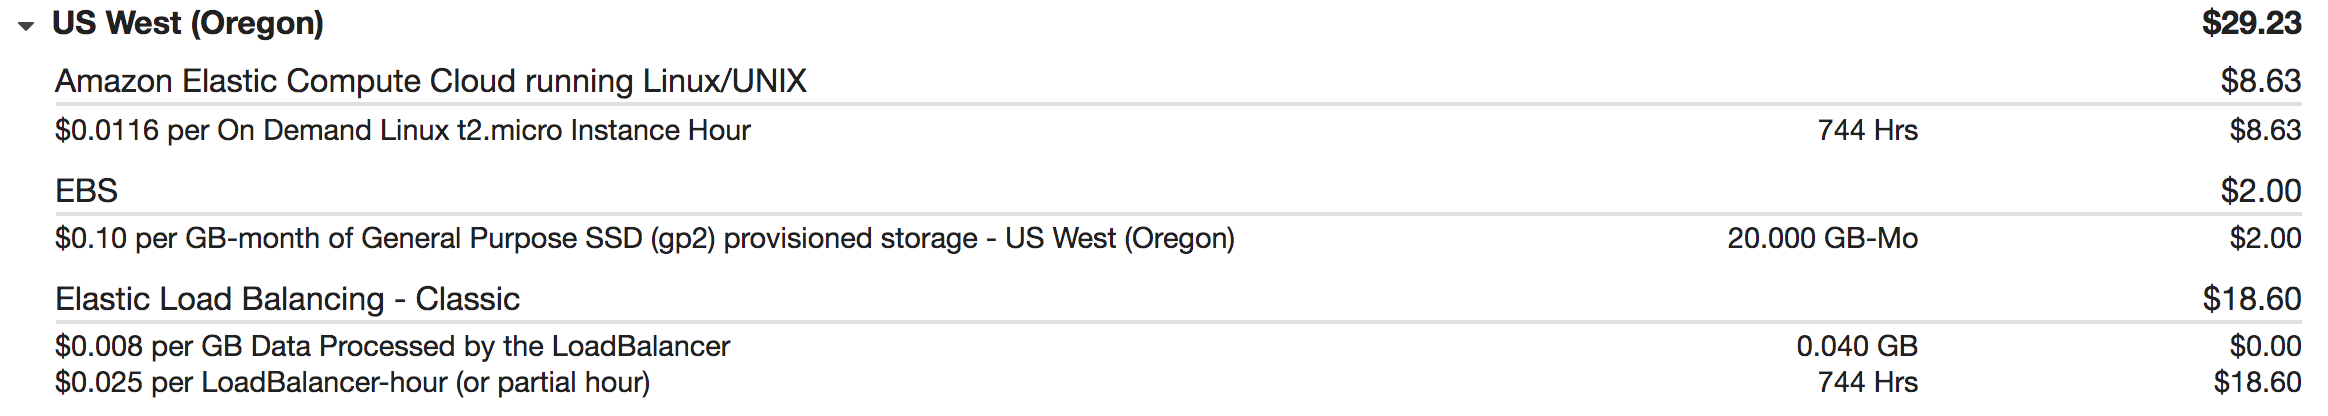 US West (Oregon) $29.23
Amazon Elastic Compute Cloud running Linux/UNIX $8.63
$0.0116 per On Demand Linux t2.micro Instance Hour 744 Hrs $8.63
EBS $2.00
$0.10 per GB-month of General Purpose SSD (gp2) provisioned storage - US West (Oregon) 20.000 GB-Mo $2.00
Elastic Load Balancing - Classic $18.60
$0.008 per GB Data Processed by the LoadBalancer 0.040 GB $0.00
$0.025 per LoadBalancer-hour (or partial hour) 744 Hrs $18.60